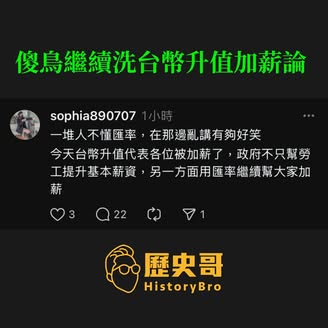 傻鳥繼續洗台幣升值加薪論
sophia890707 1小時
一堆人不懂匯率，在那邊亂講有夠好笑
今天台幣升值代表各位被加薪了，政府不只幫勞
工提升基本薪資，另一方面用匯率繼續幫大家加
薪
3 22 1
歷史哥
HistoryBro